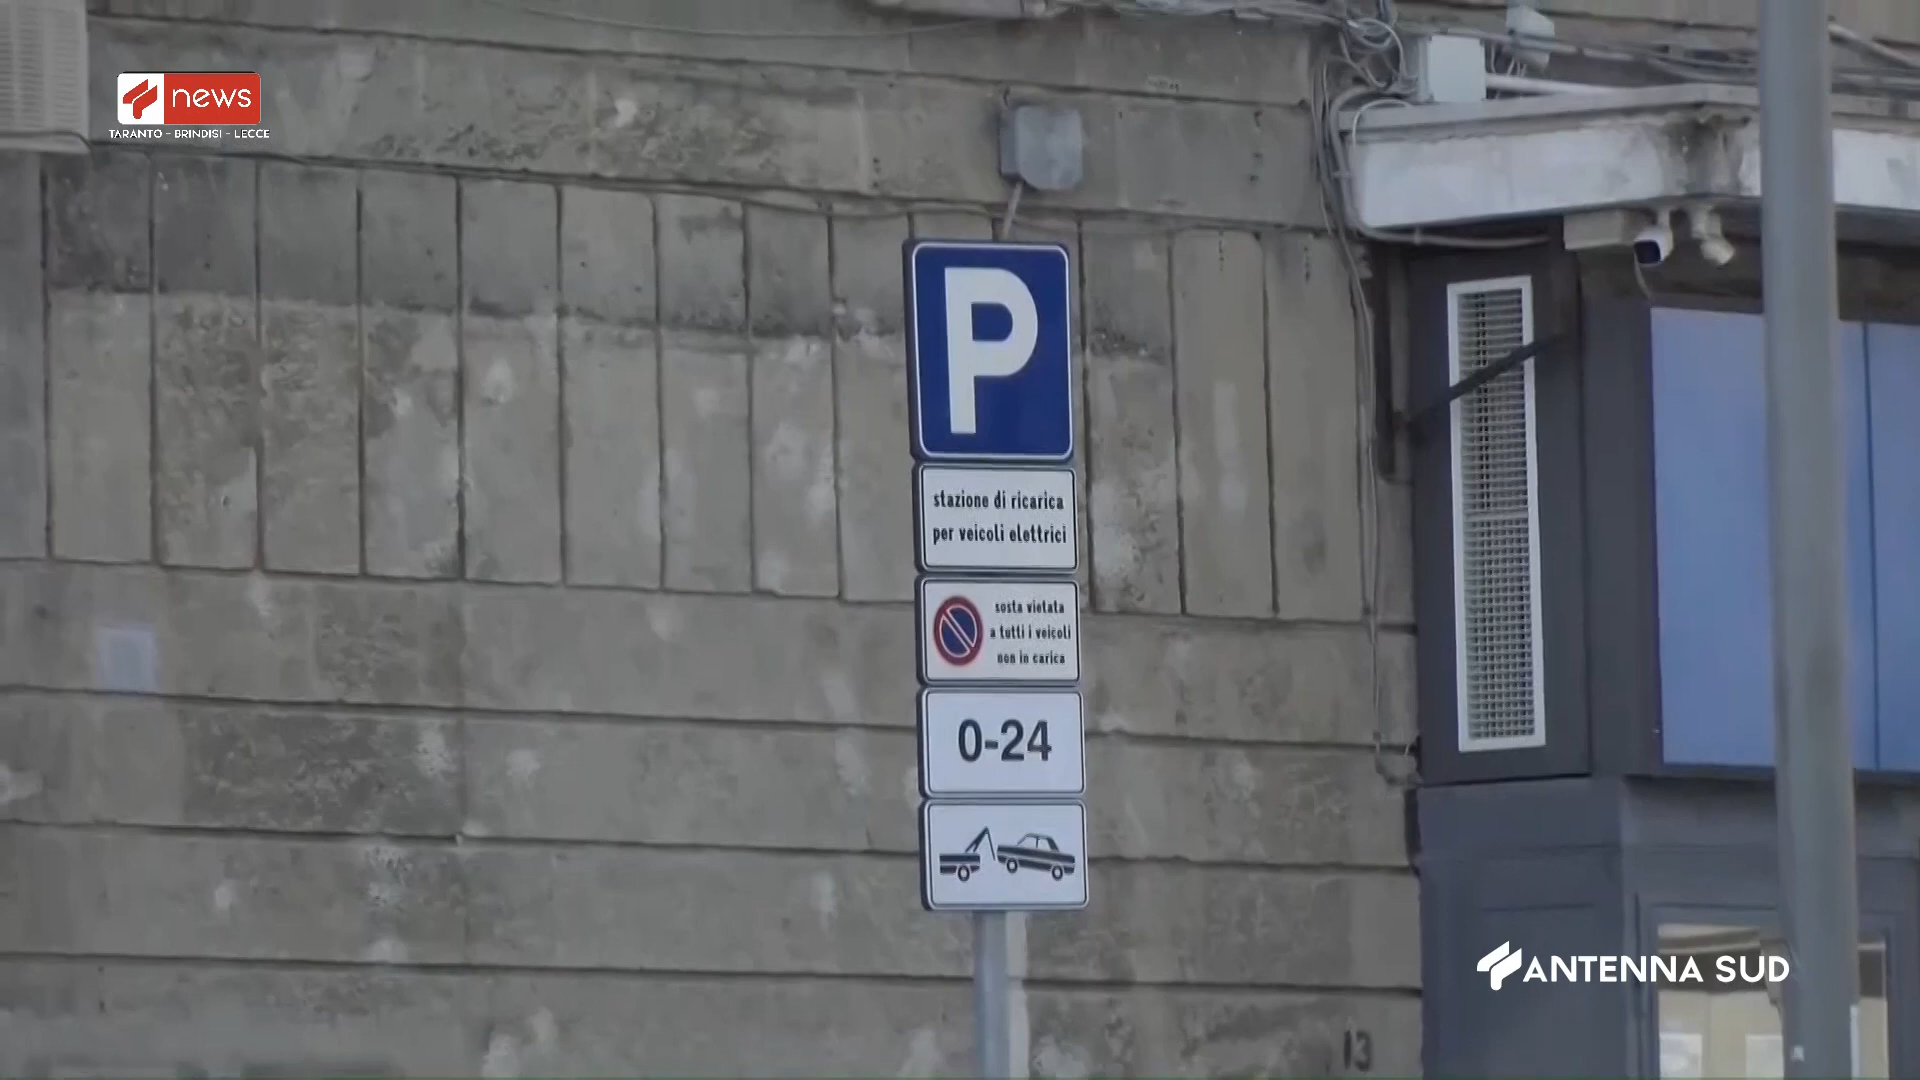 news
TARANTO - BRINDISI - LECCE
P
stazione di ricarica
per veicoli elettrici
sosta vietata
a tutti i veicoli
non in carica
0-24
ANTENNA SUD
13